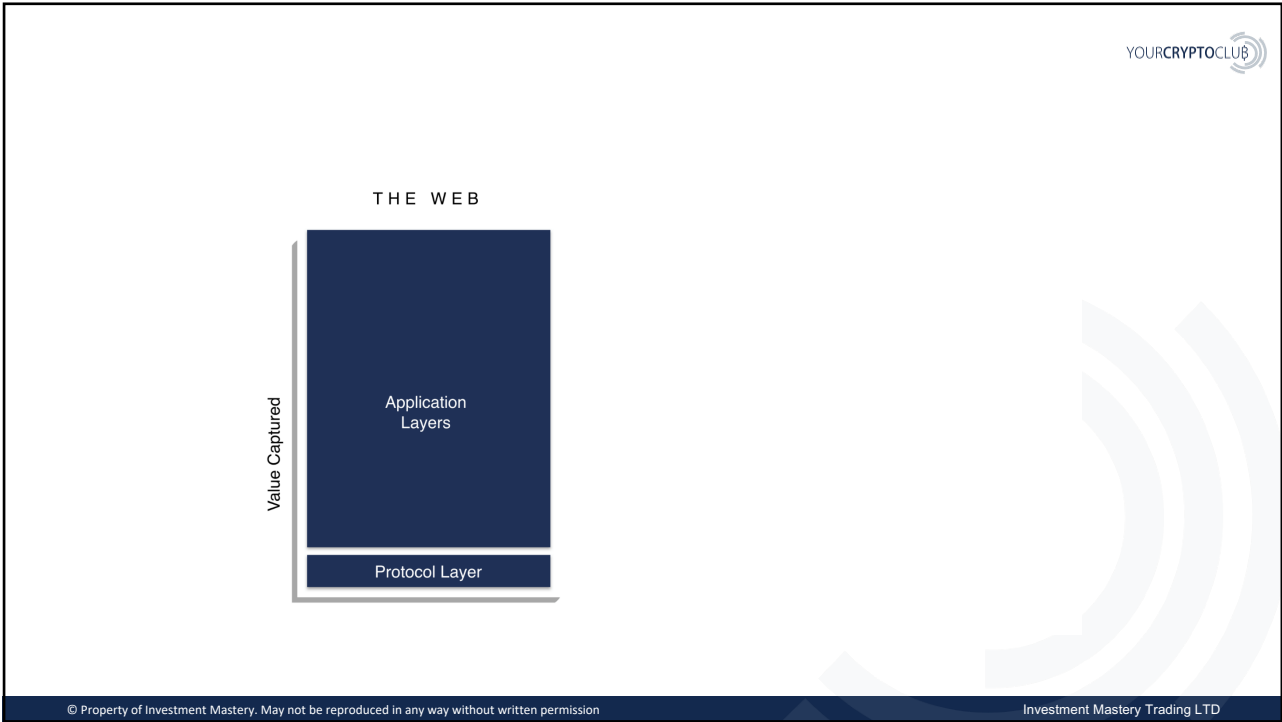 YOURCRYPTOCLUB
THE WEB
Value Captured
Application
Layers
Protocol Layer
© Property of Investment Mastery. May not be reproduced in any way without written permission
Investment Mastery Trading LTD